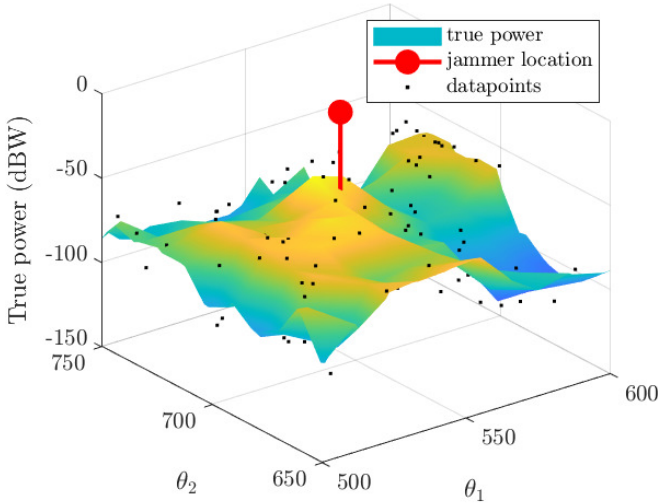 true power
jammer location
datapoints
0
-50
-100
-150
True power (dBW)
750
700
650
θ₂
500
550
600
θ₁